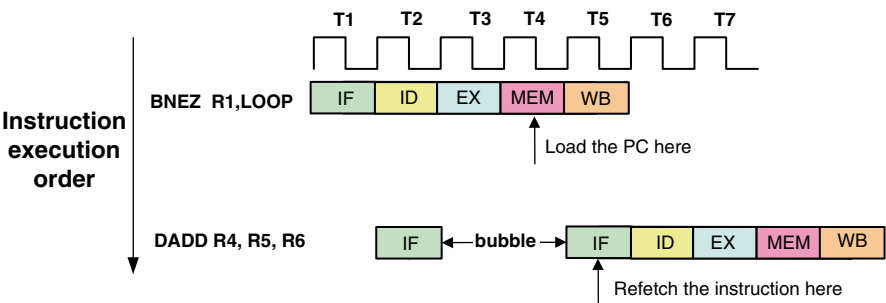 T1 T2 T3 T4 T5 T6 T7
BNEZ R1,LOOP IF ID EX MEM WB
Instruction
execution
order
Load the PC here
DADD R4, R5, R6 IF bubble IF ID EX MEM WB
Refetch the instruction here